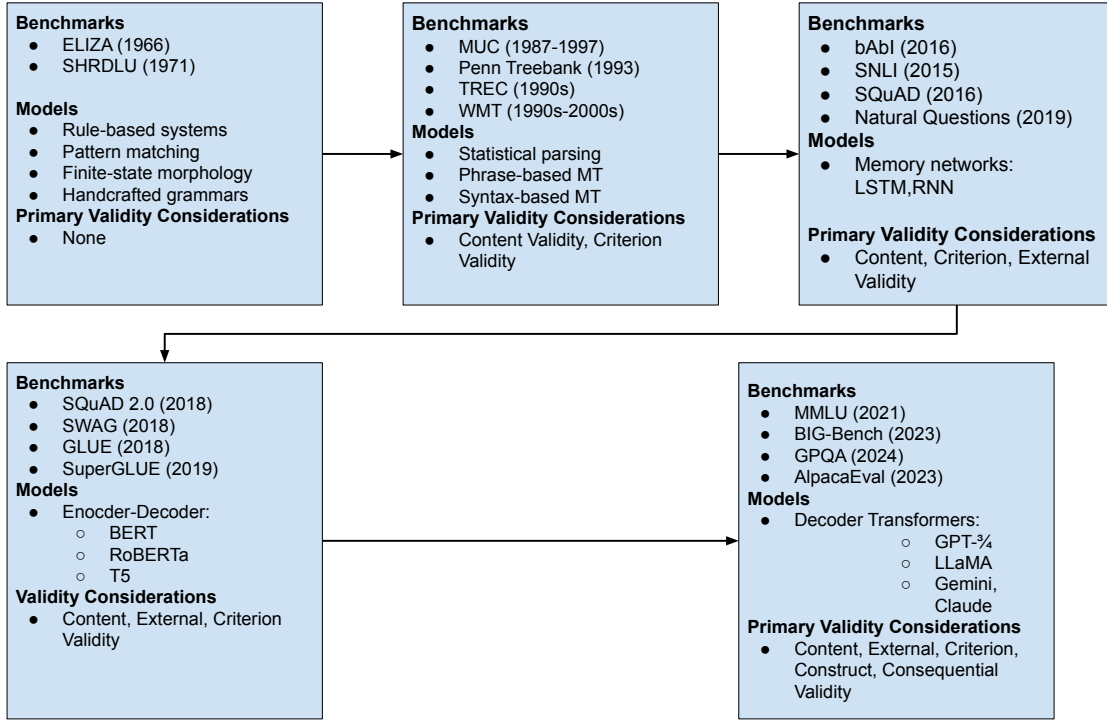 Benchmarks
● ELIZA (1966)
● SHRDLU (1971)
Models
● Rule-based systems
● Pattern matching
● Finite-state morphology
● Handcrafted grammars
Primary Validity Considerations
● None
Benchmarks
● MUC (1987-1997)
● Penn Treebank (1993)
● TREC (1990s)
● WMT (1990s-2000s)
Models
● Statistical parsing
● Phrase-based MT
● Syntax-based MT
Primary Validity Considerations
● Content Validity, Criterion
Validity
Benchmarks
● bAbI (2016)
● SNLI (2015)
● SQuAD (2016)
● Natural Questions (2019)
Models
● Memory networks:
LSTM,RNN
Primary Validity Considerations
● Content, Criterion, External
Validity
Benchmarks
● SQuAD 2.0 (2018)
● SWAG (2018)
● GLUE (2018)
● SuperGLUE (2019)
Models
● Enocder-Decoder:
○ BERT
○ RoBERTa
○ T5
Validity Considerations
● Content, External, Criterion
Validity
Benchmarks
● MMLU (2021)
● BIG-Bench (2023)
● GPQA (2024)
● AlpacaEval (2023)
Models
● Decoder Transformers:
○ GPT-¾
○ LLaMA
○ Gemini,
Claude
Primary Validity Considerations
● Content, External, Criterion,
Construct, Consequential
Validity